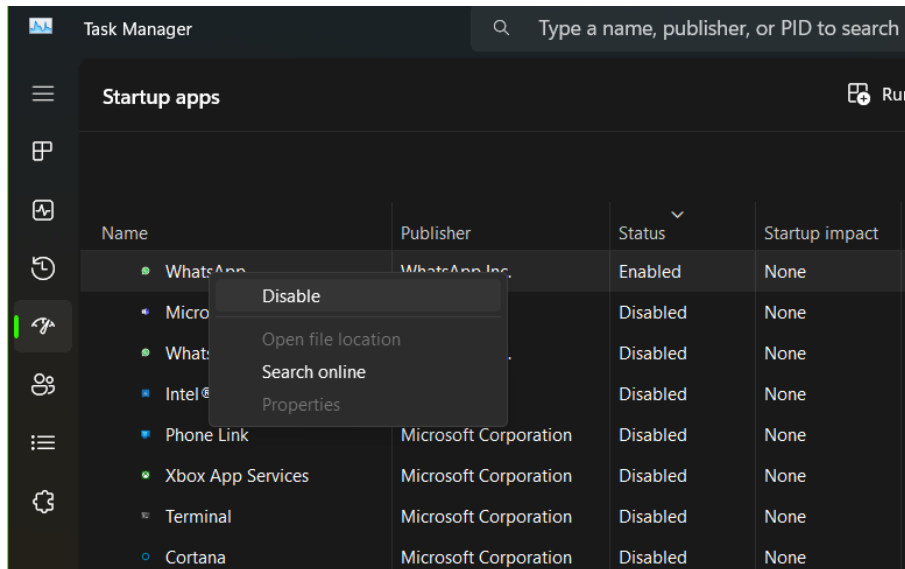 Task Manager
Type a name, publisher, or PID to search
Startup apps
Name Publisher Status Startup impact
WhatsApp WhatsApp Inc. Enabled None
Disable
Disabled None
Open file location
Disabled None
Search online
Disabled None
Properties
Phone Link Microsoft Corporation Disabled None
Xbox App Services Microsoft Corporation Disabled None
Terminal Microsoft Corporation Disabled None
Cortana Microsoft Corporation Disabled None